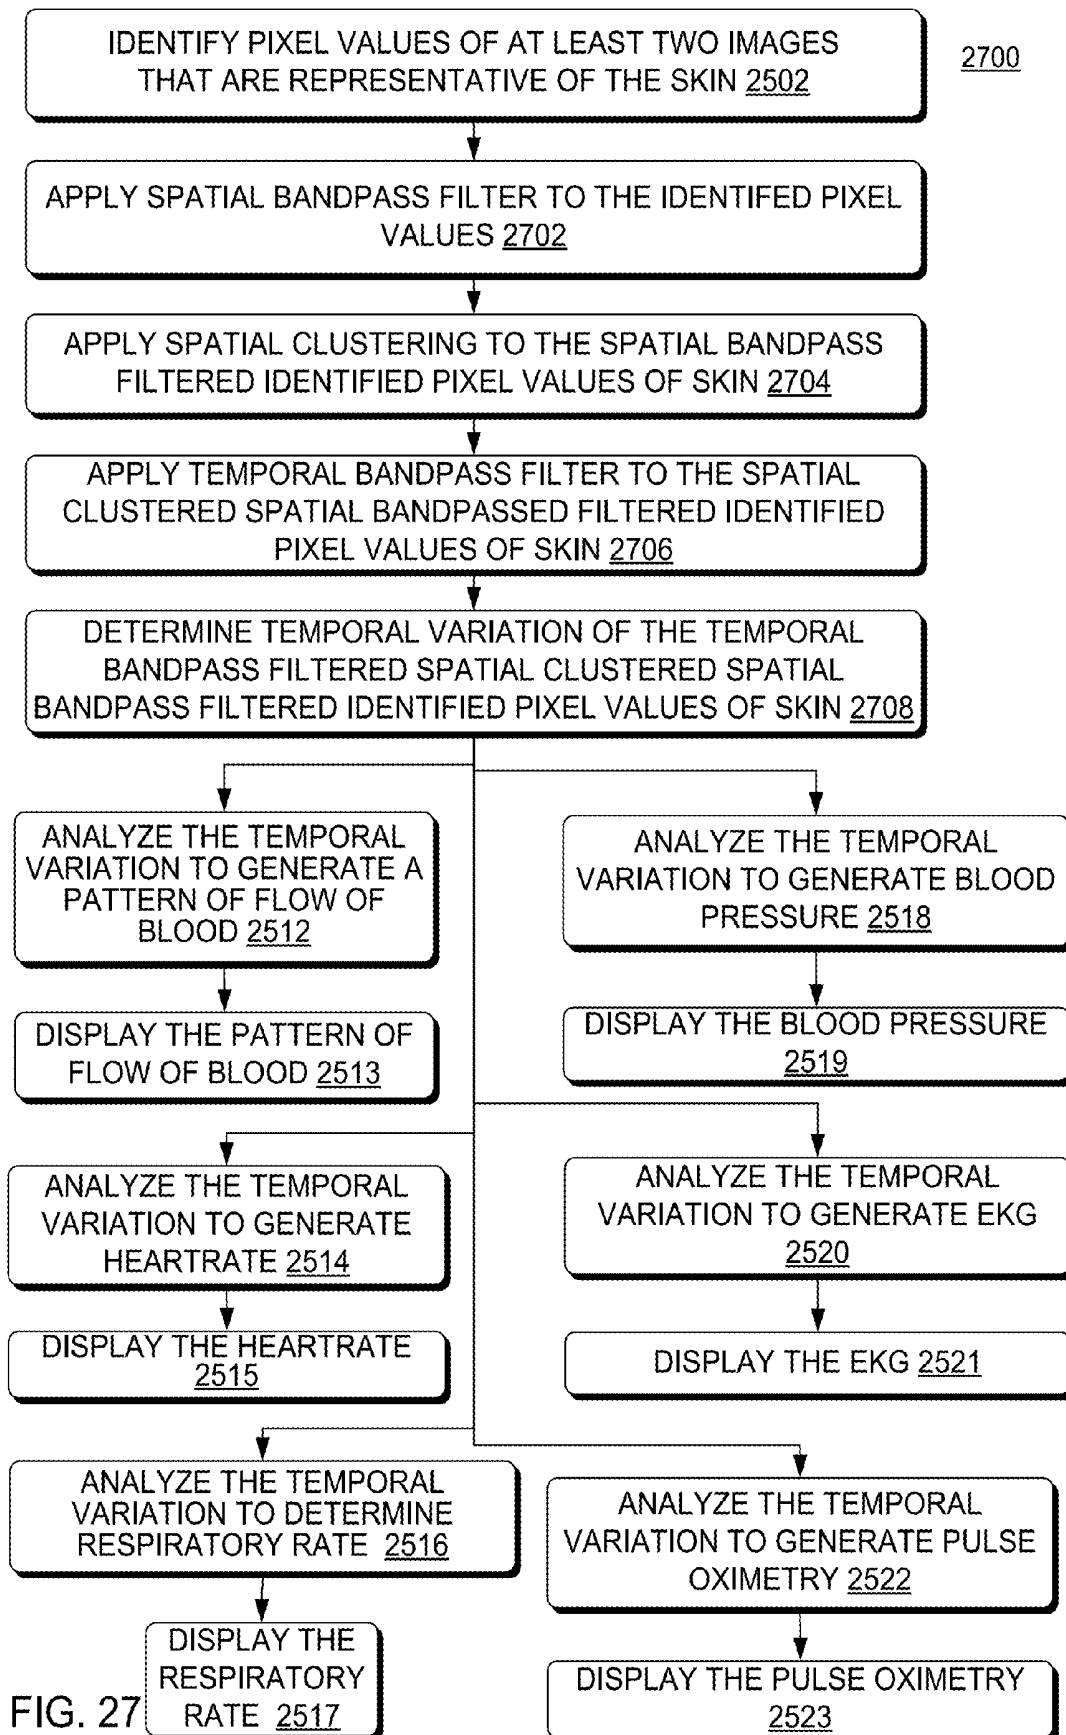 IDENTIFY PIXEL VALUES OF AT LEAST TWO IMAGES
THAT ARE REPRESENTATIVE OF THE SKIN 2502
2700
APPLY SPATIAL BANDPASS FILTER TO THE IDENTIFED PIXEL
VALUES 2702
APPLY SPATIAL CLUSTERING TO THE SPATIAL BANDPASS
FILTERED IDENTIFIED PIXEL VALUES OF SKIN 2704
APPLY TEMPORAL BANDPASS FILTER TO THE SPATIAL
CLUSTERED SPATIAL BANDPASSED FILTERED IDENTIFIED
PIXEL VALUES OF SKIN 2706
DETERMINE TEMPORAL VARIATION OF THE TEMPORAL
BANDPASS FILTERED SPATIAL CLUSTERED SPATIAL
BANDPASS FILTERED IDENTIFIED PIXEL VALUES OF SKIN 2708
ANALYZE THE TEMPORAL
VARIATION TO GENERATE A
PATTERN OF FLOW OF
BLOOD 2512
ANALYZE THE TEMPORAL
VARIATION TO GENERATE BLOOD
PRESSURE 2518
DISPLAY THE PATTERN OF
FLOW OF BLOOD 2513
DISPLAY THE BLOOD PRESSURE
2519
ANALYZE THE TEMPORAL
VARIATION TO GENERATE
HEARTRATE 2514
ANALYZE THE TEMPORAL
VARIATION TO GENERATE EKG
2520
DISPLAY THE HEARTRATE
2515
DISPLAY THE EKG 2521
ANALYZE THE TEMPORAL
VARIATION TO DETERMINE
RESPIRATORY RATE 2516
ANALYZE THE TEMPORAL
VARIATION TO GENERATE PULSE
OXIMETRY 2522
DISPLAY THE
RESPIRATORY
RATE 2517
DISPLAY THE PULSE OXIMETRY
2523
FIG. 27